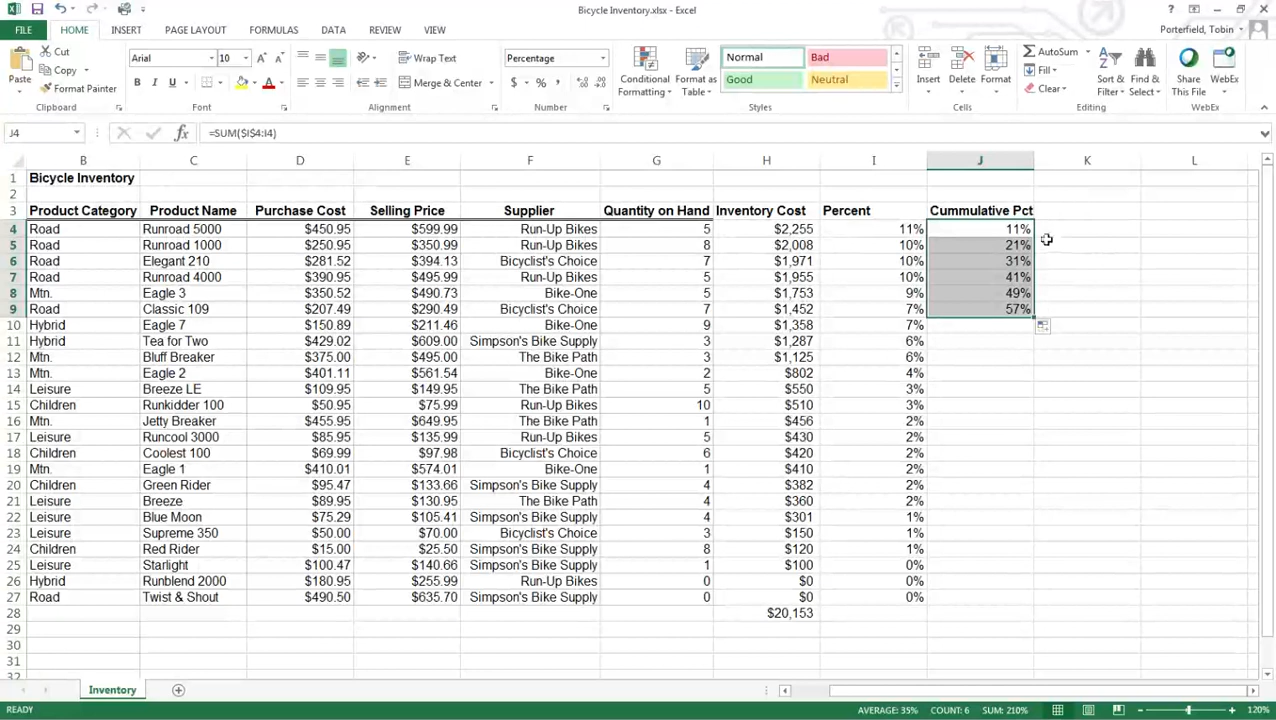 Bicycle Inventory.xlsx - Excel
FILE HOME INSERT PAGE LAYOUT FORMULAS DATA REVIEW VIEW Porterfield, Tobin
Paste Cut Copy Format Painter Clipboard
Arial 10 B I U Font
Wrap Text Merge & Center Alignment
Percentage $ % , Number
Conditional Formatting Format as Table Normal Bad Good Neutral Styles
Insert Delete Format Cells
AutoSum Fill Clear Sort & Filter Find & Select Editing
Share This File WebEx WebEx
J4 fx =SUM($I$4:I4)
B C D E F G H I J K L
1 Bicycle Inventory
2
3 Product Category Product Name Purchase Cost Selling Price Supplier Quantity on Hand Inventory Cost Percent Cummulative Pct
4 Road Runroad 5000 $450.95 $599.99 Run-Up Bikes 5 $2,255 11% 11%
5 Road Runroad 1000 $250.95 $350.99 Run-Up Bikes 8 $2,008 10% 21%
6 Road Elegant 210 $281.52 $394.13 Bicyclist's Choice 7 $1,971 10% 31%
7 Road Runroad 4000 $390.95 $495.99 Run-Up Bikes 5 $1,955 10% 41%
8 Mtn. Eagle 3 $350.52 $490.73 Bike-One 5 $1,753 9% 49%
9 Road Classic 109 $207.49 $290.49 Bicyclist's Choice 7 $1,452 7% 57%
10 Hybrid Eagle 7 $150.89 $211.46 Bike-One 9 $1,358 7%
11 Hybrid Tea for Two $429.02 $609.00 Simpson's Bike Supply 3 $1,287 6%
12 Mtn. Bluff Breaker $375.00 $495.00 The Bike Path 3 $1,125 6%
13 Mtn. Eagle 2 $401.11 $561.54 Bike-One 2 $802 4%
14 Leisure Breeze LE $109.95 $149.95 The Bike Path 5 $550 3%
15 Children Runkidder 100 $50.95 $75.99 Run-Up Bikes 10 $510 3%
16 Mtn. Jetty Breaker $455.95 $649.95 The Bike Path 1 $456 2%
17 Leisure Runcool 3000 $85.95 $135.99 Run-Up Bikes 5 $430 2%
18 Children Coolest 100 $69.99 $97.98 Bicyclist's Choice 6 $420 2%
19 Mtn. Eagle 1 $410.01 $574.01 Bike-One 1 $410 2%
20 Children Green Rider $95.47 $133.66 Simpson's Bike Supply 4 $382 2%
21 Leisure Breeze $89.95 $130.95 The Bike Path 4 $360 2%
22 Leisure Blue Moon $75.29 $105.41 Simpson's Bike Supply 4 $301 1%
23 Leisure Supreme 350 $50.00 $70.00 Bicyclist's Choice 3 $150 1%
24 Children Red Rider $15.00 $25.50 Simpson's Bike Supply 8 $120 1%
25 Leisure Starlight $100.47 $140.66 Simpson's Bike Supply 1 $100 0%
26 Hybrid Runblend 2000 $180.95 $255.99 Run-Up Bikes 0 $0 0%
27 Road Twist & Shout $490.50 $635.70 Simpson's Bike Supply 0 $0 0%
28 $20,153
29
30
31
32
Inventory
READY AVERAGE: 35% COUNT: 6 SUM: 210% 120%